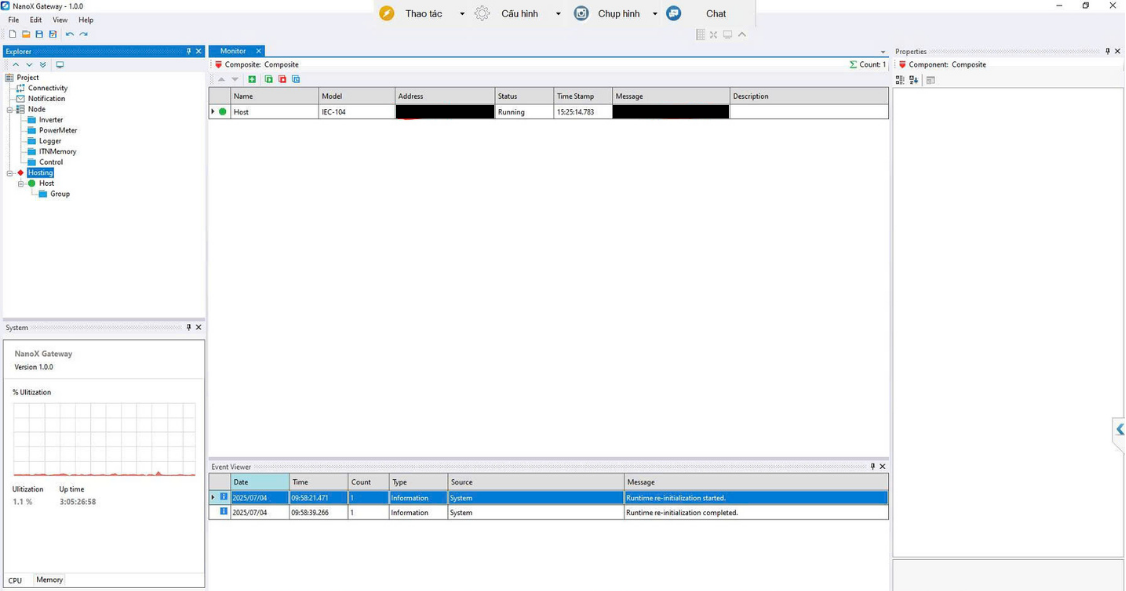 NanoX Gateway - 1.0.0
Thao tác
Cấu hình
Chụp hình
Chat
File Edit View Help
Explorer
Project
Connectivity
Notification
Node
Inverter
PowerMeter
Logger
ITNMemory
Control
Hosting
Host
Group
System
NanoX Gateway
Version 1.0.0
% Ulitization
Ulitization Up time
1.1 % 3:05:26:58
CPU Memory
Monitor
Composite: Composite
Count: 1
Name Model Address Status Time Stamp Message Description
Host IEC-104 Running 15:25:14.783
Event Viewer
Date Time Count Type Source Message
2025/07/04 09:58:21.471 1 Information System Runtime re-initialization started.
2025/07/04 09:58:39.266 1 Information System Runtime re-initialization completed.
Properties
Component: Composite